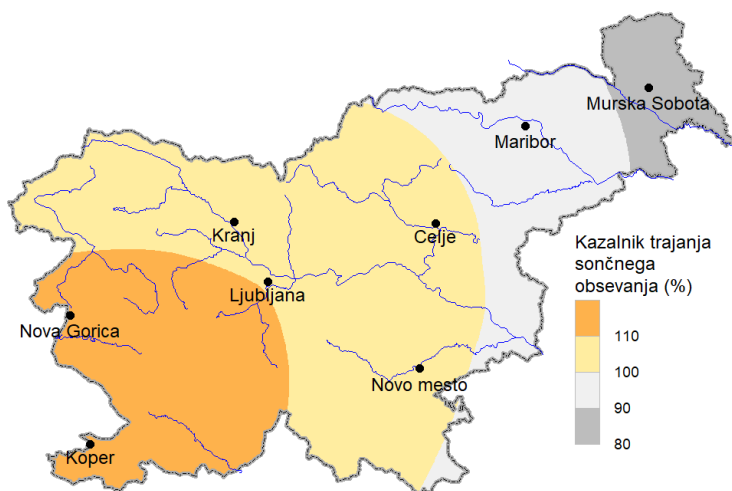 Murska Sobota
Maribor
Kranj
Celje
Ljubljana
Nova Gorica
Novo mesto
Koper
Kazalnik trajanja
sončnega
obsevanja (%)
110
100
90
80